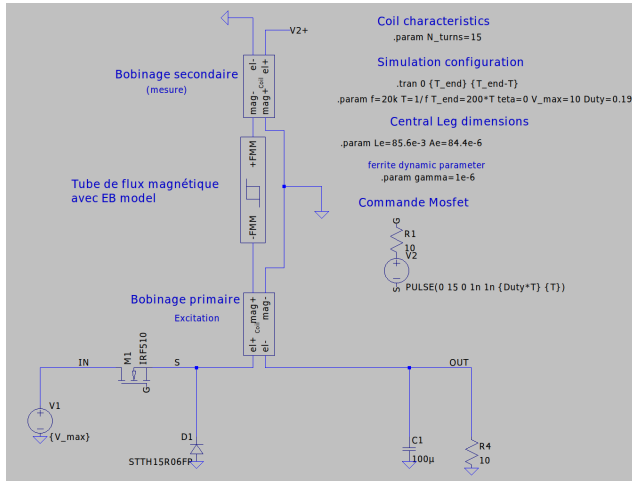 Coil characteristics
.param N_turns=15
V2+
Simulation configuration
.tran 0 {T_end} {T_end-T}
.param f=20k T=1/f T_end=200*T teta=0 V_max=10 Duty=0.19
Bobinage secondaire
(mesure)
el-
el+
Coil
mag-
mag+
Central Leg dimensions
.param Le=85.6e-3 Ae=84.4e-6
ferrite dynamic parameter
.param gamma=1e-6
+FMM
-FMM
Tube de flux magnétique
avec EB model
Commande Mosfet
G
R1
10
V2
S
PULSE(0 15 0 1n 1n {Duty*T} {T})
Bobinage primaire
Excitation
mag+
mag-
Coil
el+
el-
IN
M1
IRF510
G
S
OUT
V1
{V_max}
D1
STTH15R06FP
C1
100µ
R4
10